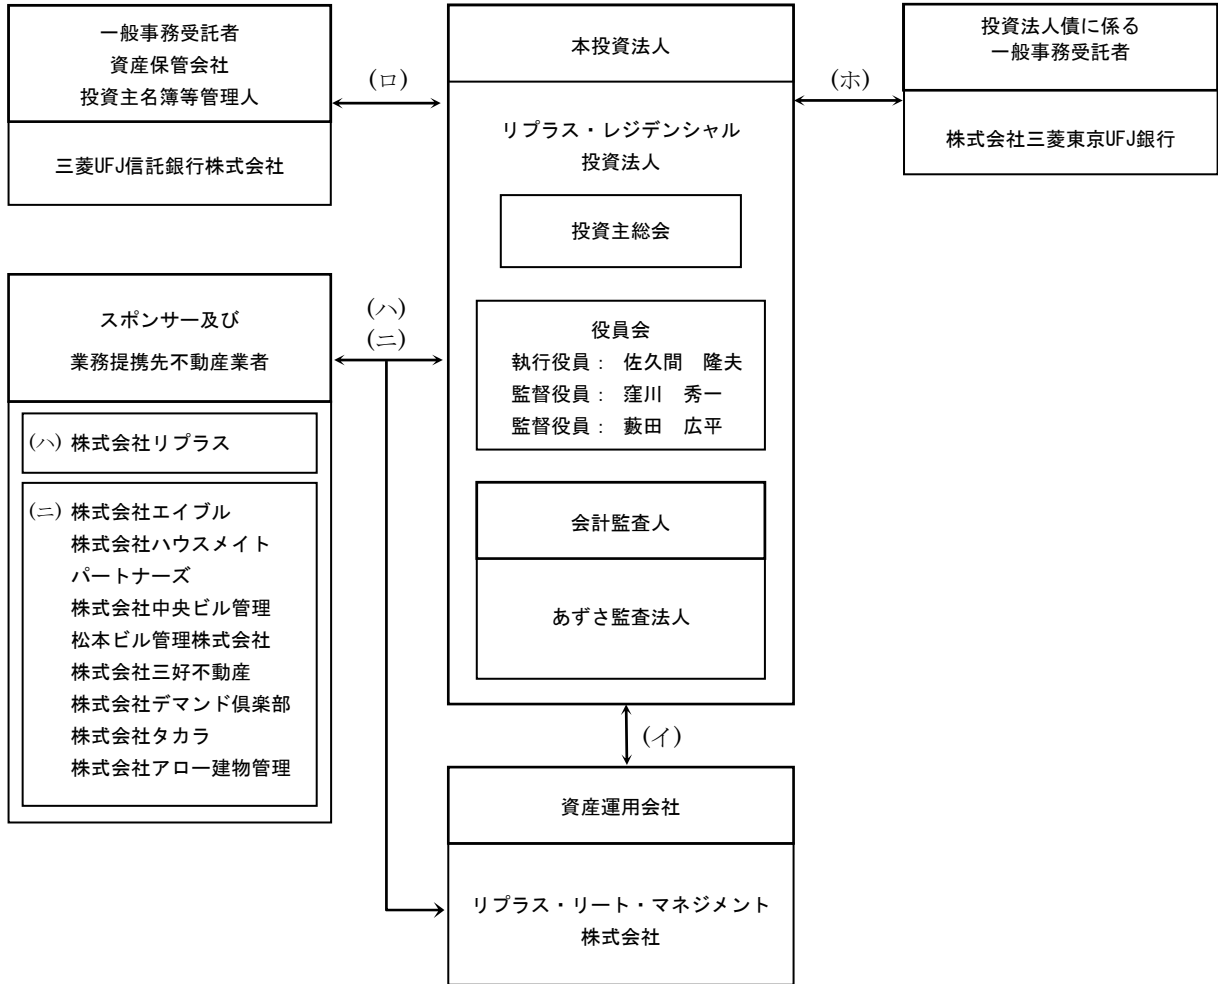 一般事務受託者
資産保管会社
投資主名簿等管理人
三菱UFJ信託銀行株式会社
(ロ)
本投資法人
リプラス・レジデンシャル
投資法人
投資主総会
役員会
執行役員： 佐久間 隆夫
監督役員： 窪川 秀一
監督役員： 藪田 広平
会計監査人
あずさ監査法人
(ホ)
投資法人債に係る
一般事務受託者
株式会社三菱東京UFJ銀行
スポンサー及び
業務提携先不動産業者
(ハ) 株式会社リプラス
(ニ) 株式会社エイブル
株式会社ハウスメイト
パートナーズ
株式会社中央ビル管理
松本ビル管理株式会社
株式会社三好不動産
株式会社デマンド倶楽部
株式会社タカラ
株式会社アロー建物管理
(ハ)
(ニ)
(イ)
資産運用会社
リプラス・リート・マネジメント
株式会社